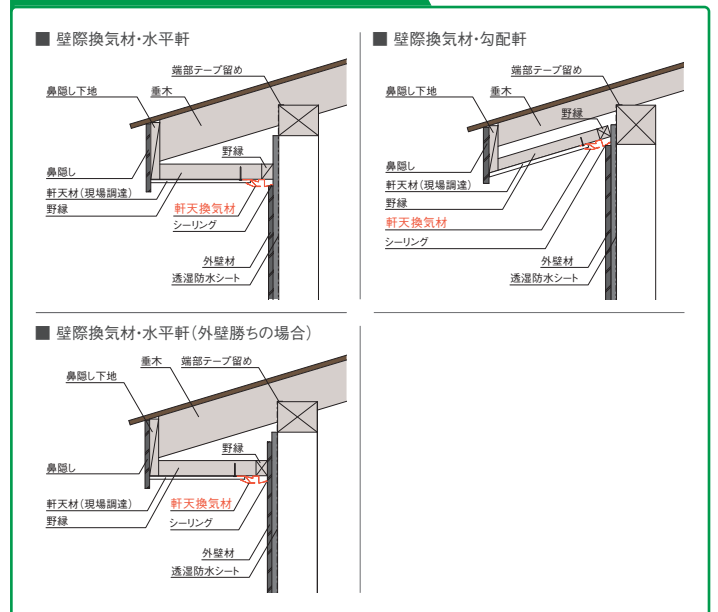 ■ 壁際換気材・水平軒
端部テープ留め
鼻隠し下地
垂木
野縁
鼻隠し
軒天材（現場調達）
野縁
軒天換気材
シーリング
外壁材
透湿防水シート
■ 壁際換気材・勾配軒
端部テープ留め
鼻隠し下地
垂木
野縁
鼻隠し
軒天材（現場調達）
野縁
軒天換気材
シーリング
外壁材
透湿防水シート
■ 壁際換気材・水平軒（外壁勝ちの場合）
垂木
端部テープ留め
鼻隠し下地
野縁
鼻隠し
軒天材（現場調達）
野縁
軒天換気材
シーリング
外壁材
透湿防水シート